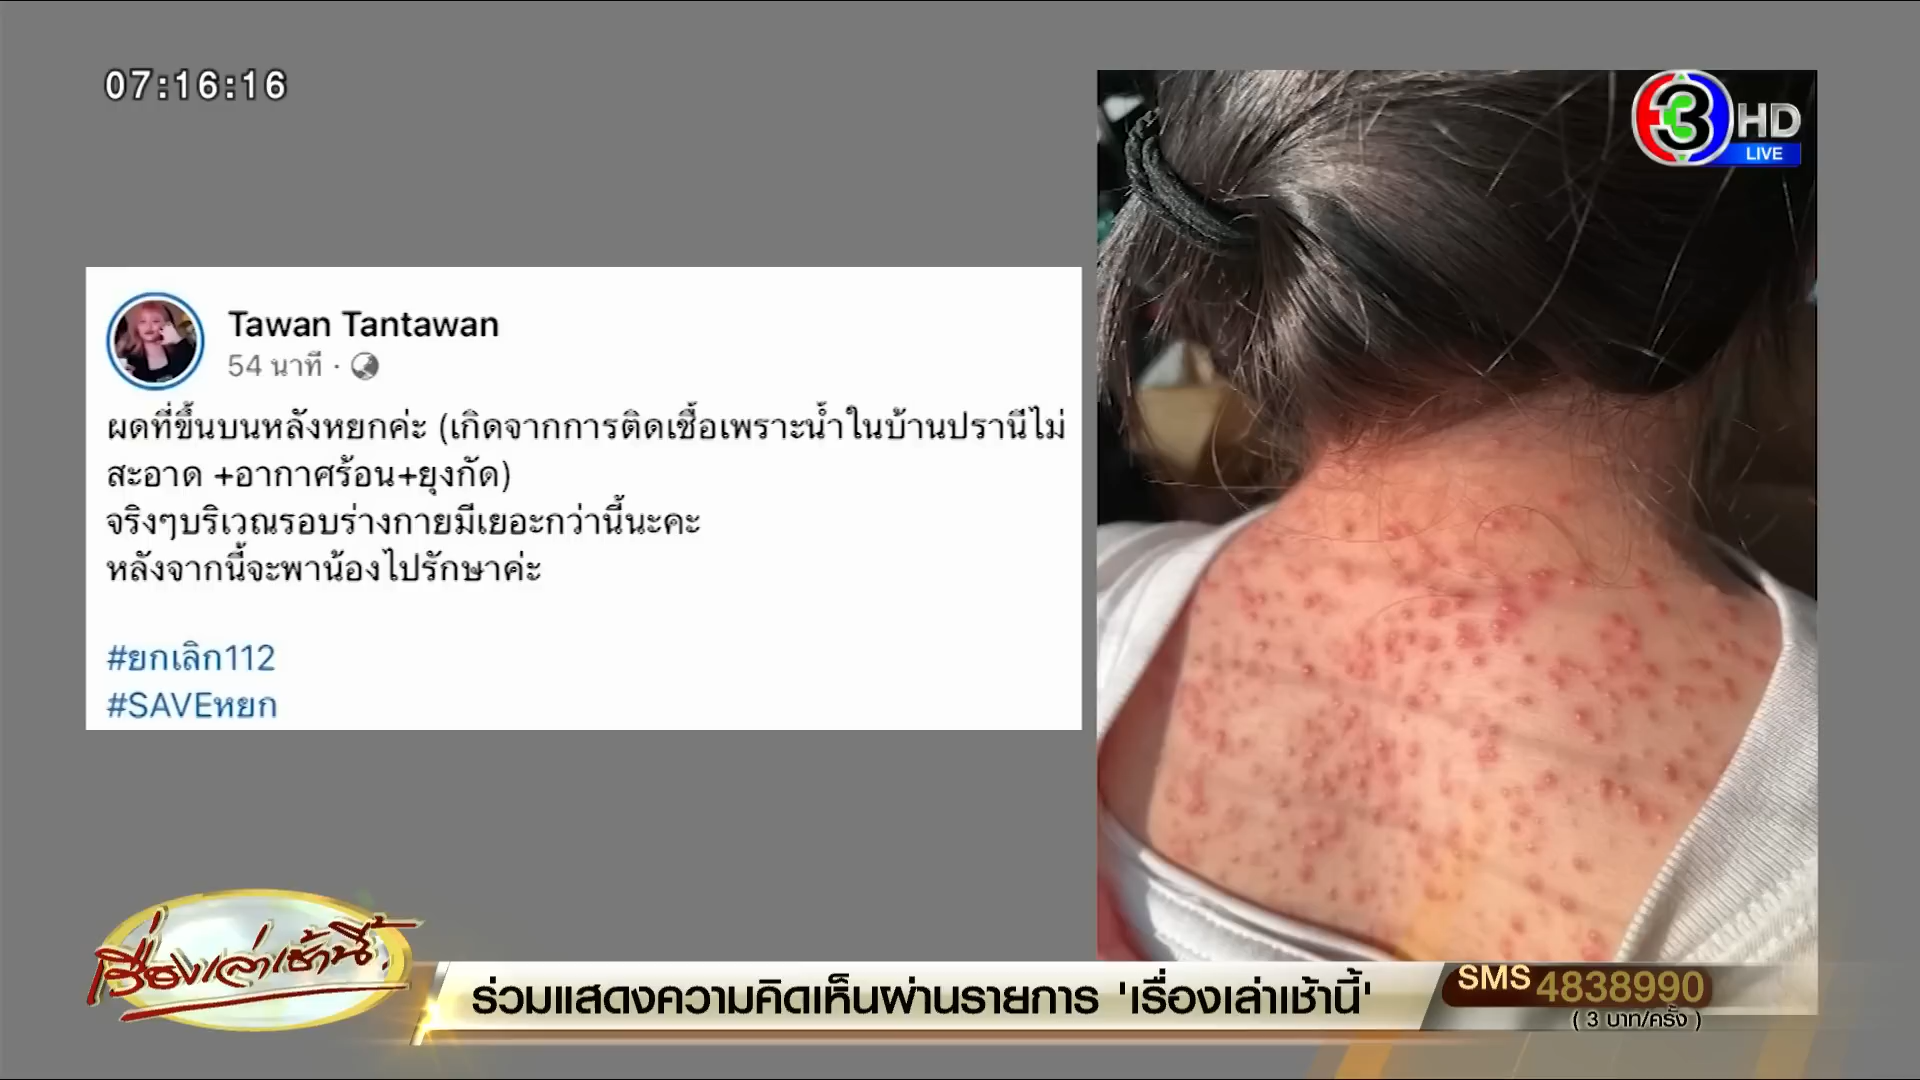 07:16:16
3 HD
LIVE
Tawan Tantawan
54 นาที ·
ผดที่ขึ้นบนหลังหยกค่ะ (เกิดจากการติดเชื้อเพราะน้ำในบ้านปรานีไม่
สะอาด +อากาศร้อน+ยุงกัด)
จริงๆบริเวณรอบร่างกายมีเยอะกว่านี้นะคะ
หลังจากนี้จะพาน้องไปรักษาค่ะ
#ยกเลิก112
#SAVEหยก
เรื่องเล่าเช้านี้
ร่วมแสดงความคิดเห็นผ่านรายการ 'เรื่องเล่าเช้านี้'
SMS 4838990
( 3 บาท/ครั้ง )